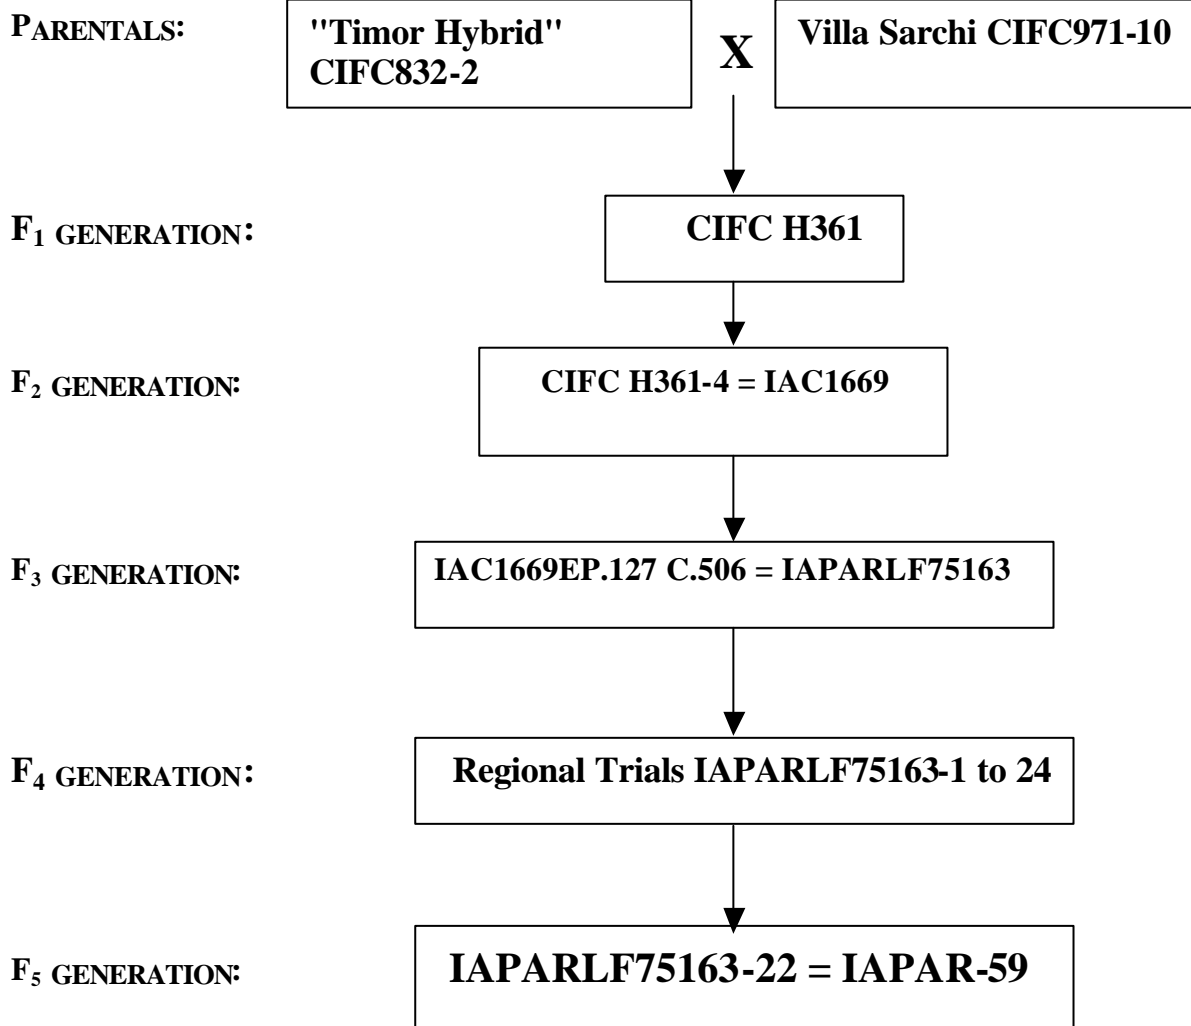 PARENTALS:
"Timor Hybrid"
CIFC832-2
X
Villa Sarchi CIFC971-10
F1 GENERATION:
CIFC H361
F2 GENERATION:
CIFC H361-4 = IAC1669
F3 GENERATION:
IAC1669EP.127 C.506 = IAPARLF75163
F4 GENERATION:
Regional Trials IAPARLF75163-1 to 24
F5 GENERATION:
IAPARLF75163-22 = IAPAR-59